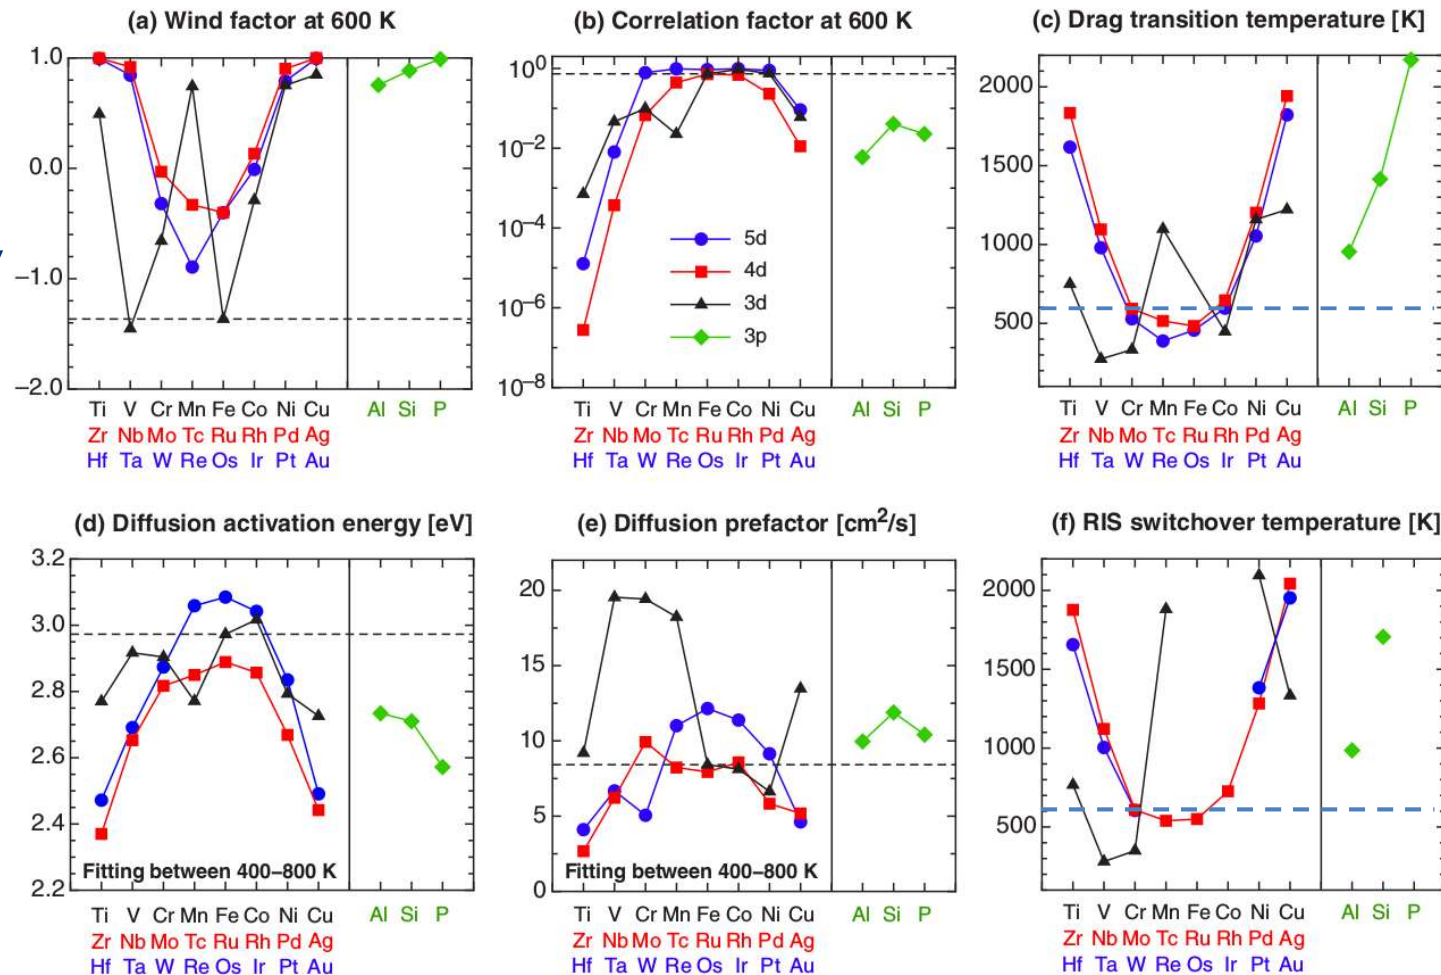 (a) Wind factor at 600 K
1.0
0.0
−1.0
−2.0
Ti V Cr Mn Fe Co Ni Cu Al Si P
Zr Nb Mo Tc Ru Rh Pd Ag
Hf Ta W Re Os Ir Pt Au
(b) Correlation factor at 600 K
10⁰
10⁻²
10⁻⁴
10⁻⁶
10⁻⁸
5d
4d
3d
3p
Ti V Cr Mn Fe Co Ni Cu Al Si P
Zr Nb Mo Tc Ru Rh Pd Ag
Hf Ta W Re Os Ir Pt Au
(c) Drag transition temperature [K]
2000
1500
1000
500
Ti V Cr Mn Fe Co Ni Cu Al Si P
Zr Nb Mo Tc Ru Rh Pd Ag
Hf Ta W Re Os Ir Pt Au
(d) Diffusion activation energy [eV]
3.2
3.0
2.8
2.6
2.4
2.2
Fitting between 400–800 K
Ti V Cr Mn Fe Co Ni Cu Al Si P
Zr Nb Mo Tc Ru Rh Pd Ag
Hf Ta W Re Os Ir Pt Au
(e) Diffusion prefactor [cm²/s]
20
15
10
5
0
Fitting between 400–800 K
Ti V Cr Mn Fe Co Ni Cu Al Si P
Zr Nb Mo Tc Ru Rh Pd Ag
Hf Ta W Re Os Ir Pt Au
(f) RIS switchover temperature [K]
2000
1500
1000
500
Ti V Cr Mn Fe Co Ni Cu Al Si P
Zr Nb Mo Tc Ru Rh Pd Ag
Hf Ta W Re Os Ir Pt Au